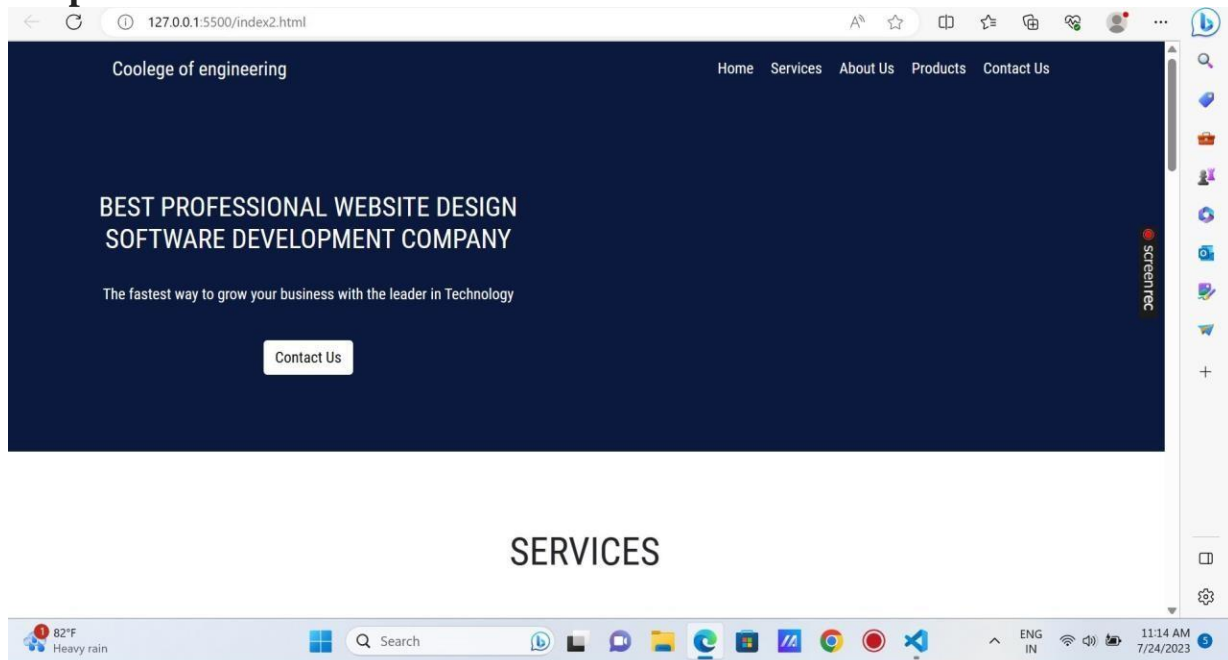 127.0.0.1:5500/index2.html
Coolege of engineering
Home Services About Us Products Contact Us
BEST PROFESSIONAL WEBSITE DESIGN
SOFTWARE DEVELOPMENT COMPANY
The fastest way to grow your business with the leader in Technology
Contact Us
screenrec
SERVICES
1
82°F
Heavy rain
Search
ENG
IN
11:14 AM
7/24/2023
5